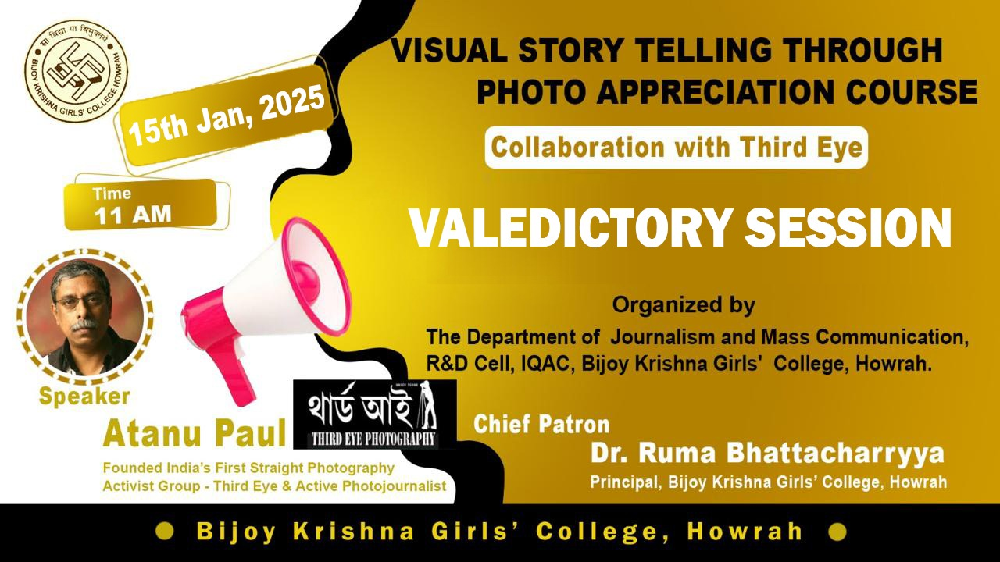 सा विद्या या विमुक्तये
BIJOY KRISHNA GIRLS' COLLEGE HOWRAH
15th Jan, 2025
Time
11 AM
VISUAL STORY TELLING THROUGH
PHOTO APPRECIATION COURSE
Collaboration with Third Eye
VALEDICTORY SESSION
Organized by
The Department of Journalism and Mass Communication,
R&D Cell, IQAC, Bijoy Krishna Girls' College, Howrah.
Speaker
Atanu Paul
থার্ড আই
THIRD EYE PHOTOGRAPHY
Founded India's First Straight Photography
Activist Group - Third Eye & Active Photojournalist
Chief Patron
Dr. Ruma Bhattacharryya
Principal, Bijoy Krishna Girls' College, Howrah
Bijoy Krishna Girls' College, Howrah